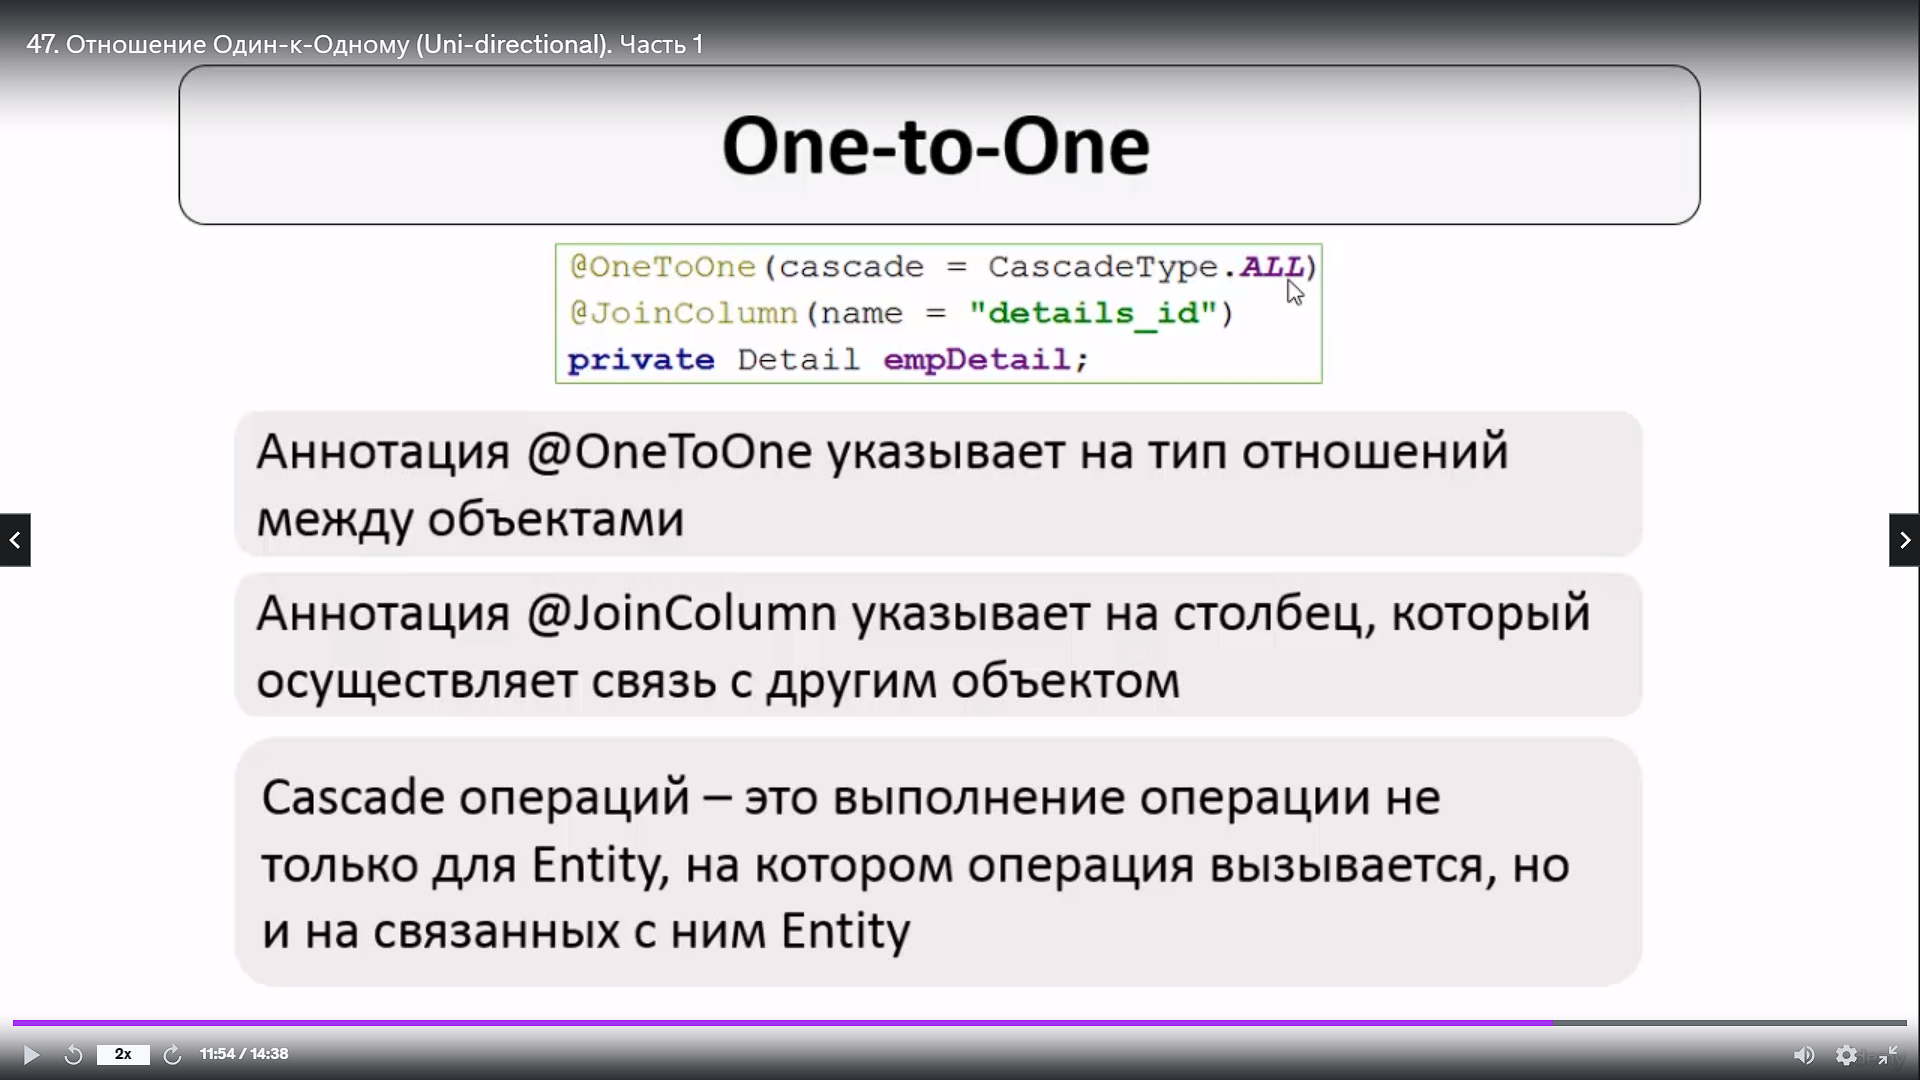 47. Отношение Один-к-Одному (Uni-directional). Часть 1
One-to-One
@OneToOne(cascade = CascadeType.ALL)
@JoinColumn(name = "details_id")
private Detail empDetail;
Аннотация @OneToOne указывает на тип отношений
между объектами
Аннотация @JoinColumn указывает на столбец, который
осуществляет связь с другим объектом
Cascade операций – это выполнение операции не
только для Entity, на котором операция вызывается, но
и на связанных с ним Entity
2x
11:54 / 14:38